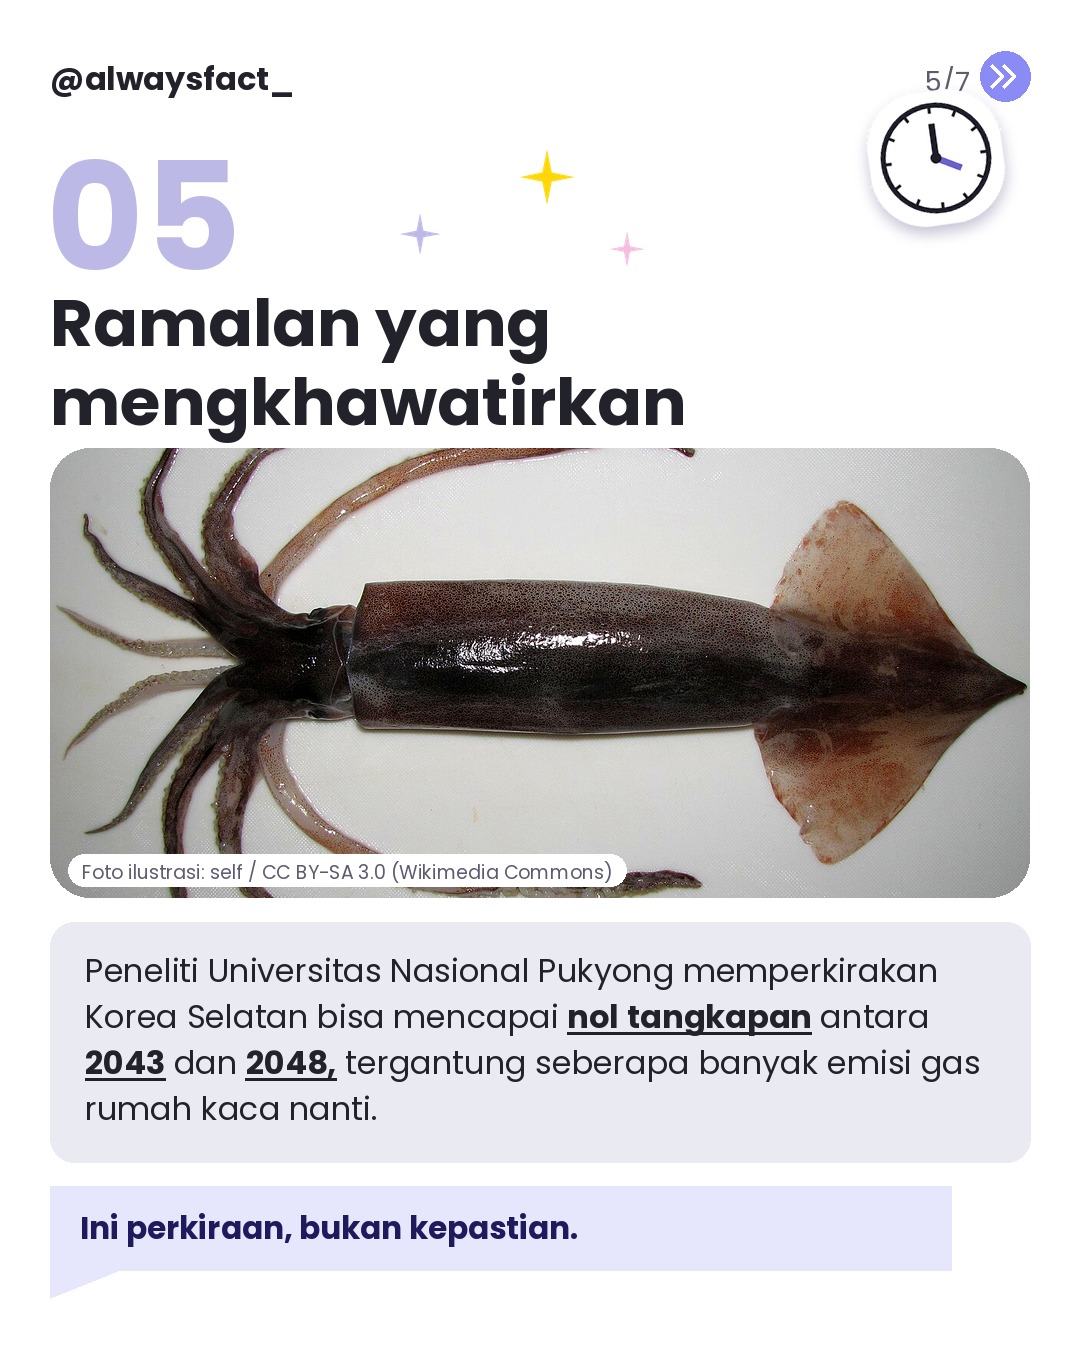 @alwaysfact_
5/7
05
Ramalan yang
mengkhawatirkan
Foto ilustrasi: self / CC BY-SA 3.0 (Wikimedia Commons)
Peneliti Universitas Nasional Pukyong memperkirakan
Korea Selatan bisa mencapai nol tangkapan antara
2043 dan 2048, tergantung seberapa banyak emisi gas
rumah kaca nanti.
Ini perkiraan, bukan kepastian.